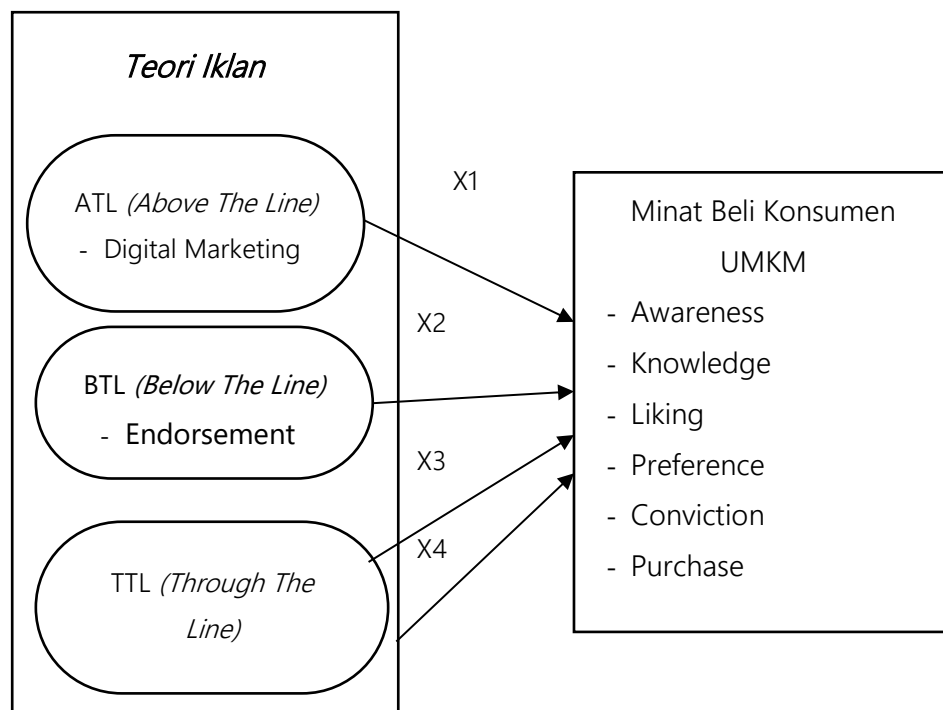 Teori Iklan
ATL (Above The Line)
- Digital Marketing
BTL (Below The Line)
- Endorsement
TTL (Through The
Line)
X1
X2
X3
X4
Minat Beli Konsumen
UMKM
- Awareness
- Knowledge
- Liking
- Preference
- Conviction
- Purchase